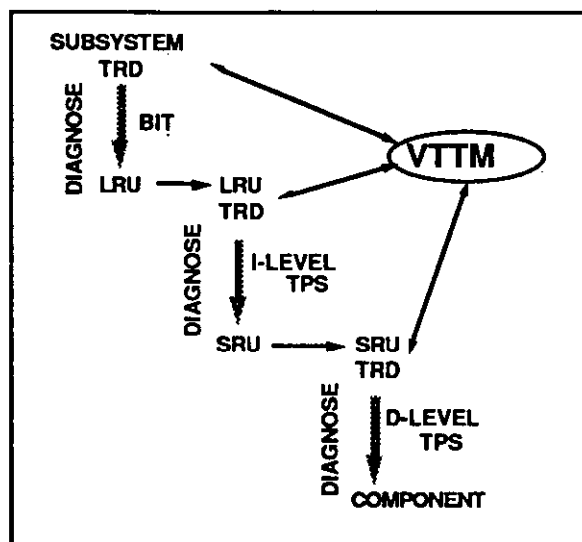 SUBSYSTEM
TRD
DIAGNOSE
BIT
VTTM
LRU
LRU
TRD
DIAGNOSE
I-LEVEL
TPS
SRU
SRU
TRD
DIAGNOSE
D-LEVEL
TPS
COMPONENT